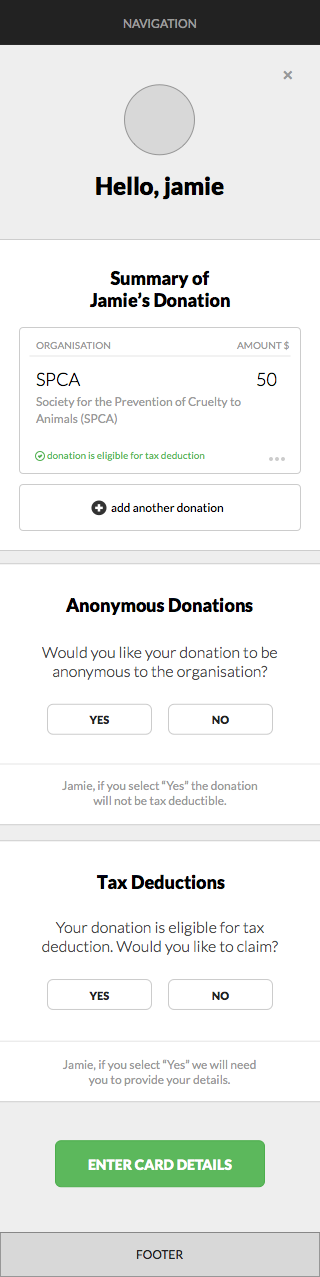 NAVIGATION
×
Hello, jamie
Summary of
Jamie's Donation
ORGANISATION AMOUNT $
SPCA 50
Society for the Prevention of Cruelty to
Animals (SPCA)
donation is eligible for tax deduction
add another donation
Anonymous Donations
Would you like your donation to be
anonymous to the organisation?
YES NO
Jamie, if you select “Yes” the donation
will not be tax deductible.
Tax Deductions
Your donation is eligible for tax
deduction. Would you like to claim?
YES NO
Jamie, if you select “Yes” we will need
you to provide your details.
ENTER CARD DETAILS
FOOTER